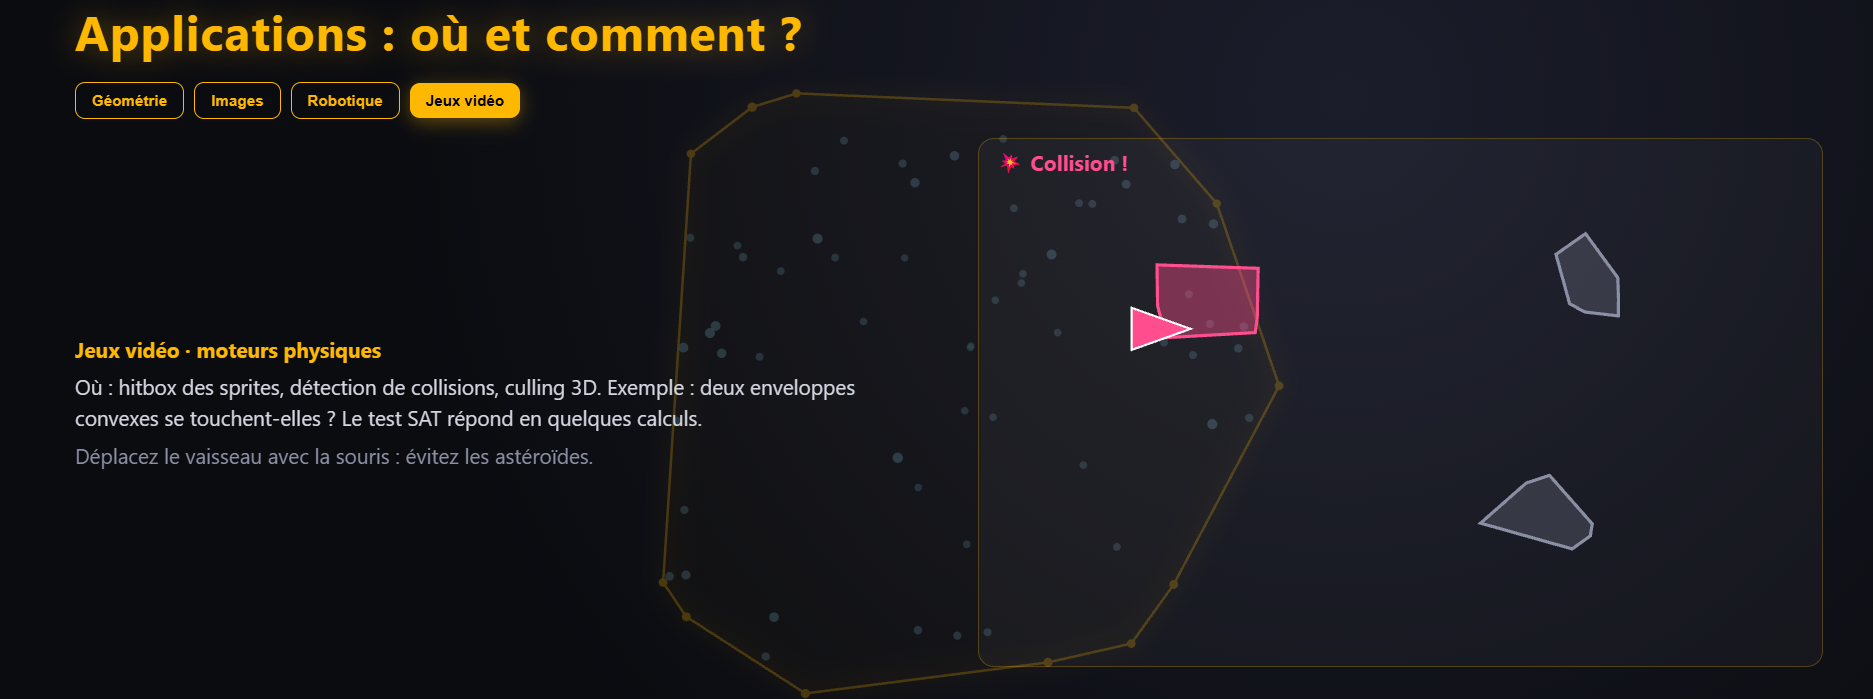 Applications : où et comment ?
Géométrie
Images
Robotique
Jeux vidéo
💥 Collision !
Jeux vidéo · moteurs physiques
Où : hitbox des sprites, détection de collisions, culling 3D. Exemple : deux enveloppes
convexes se touchent-elles ? Le test SAT répond en quelques calculs.
Déplacez le vaisseau avec la souris : évitez les astéroïdes.